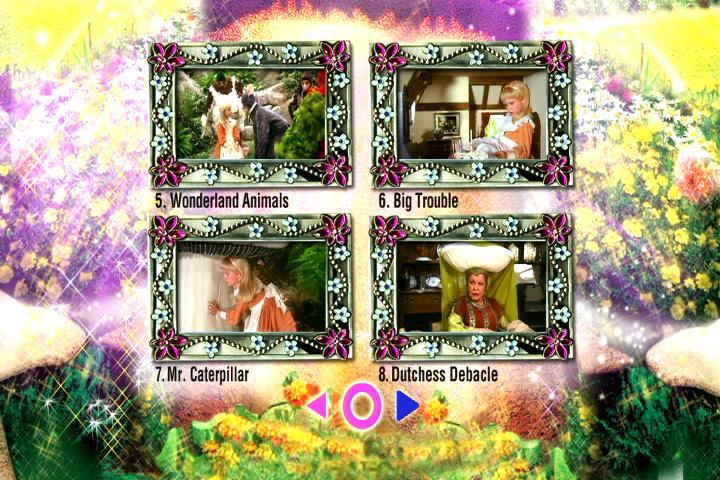 5. Wonderland Animals
6. Big Trouble
7. Mr. Caterpillar
8. Dutchess Debacle